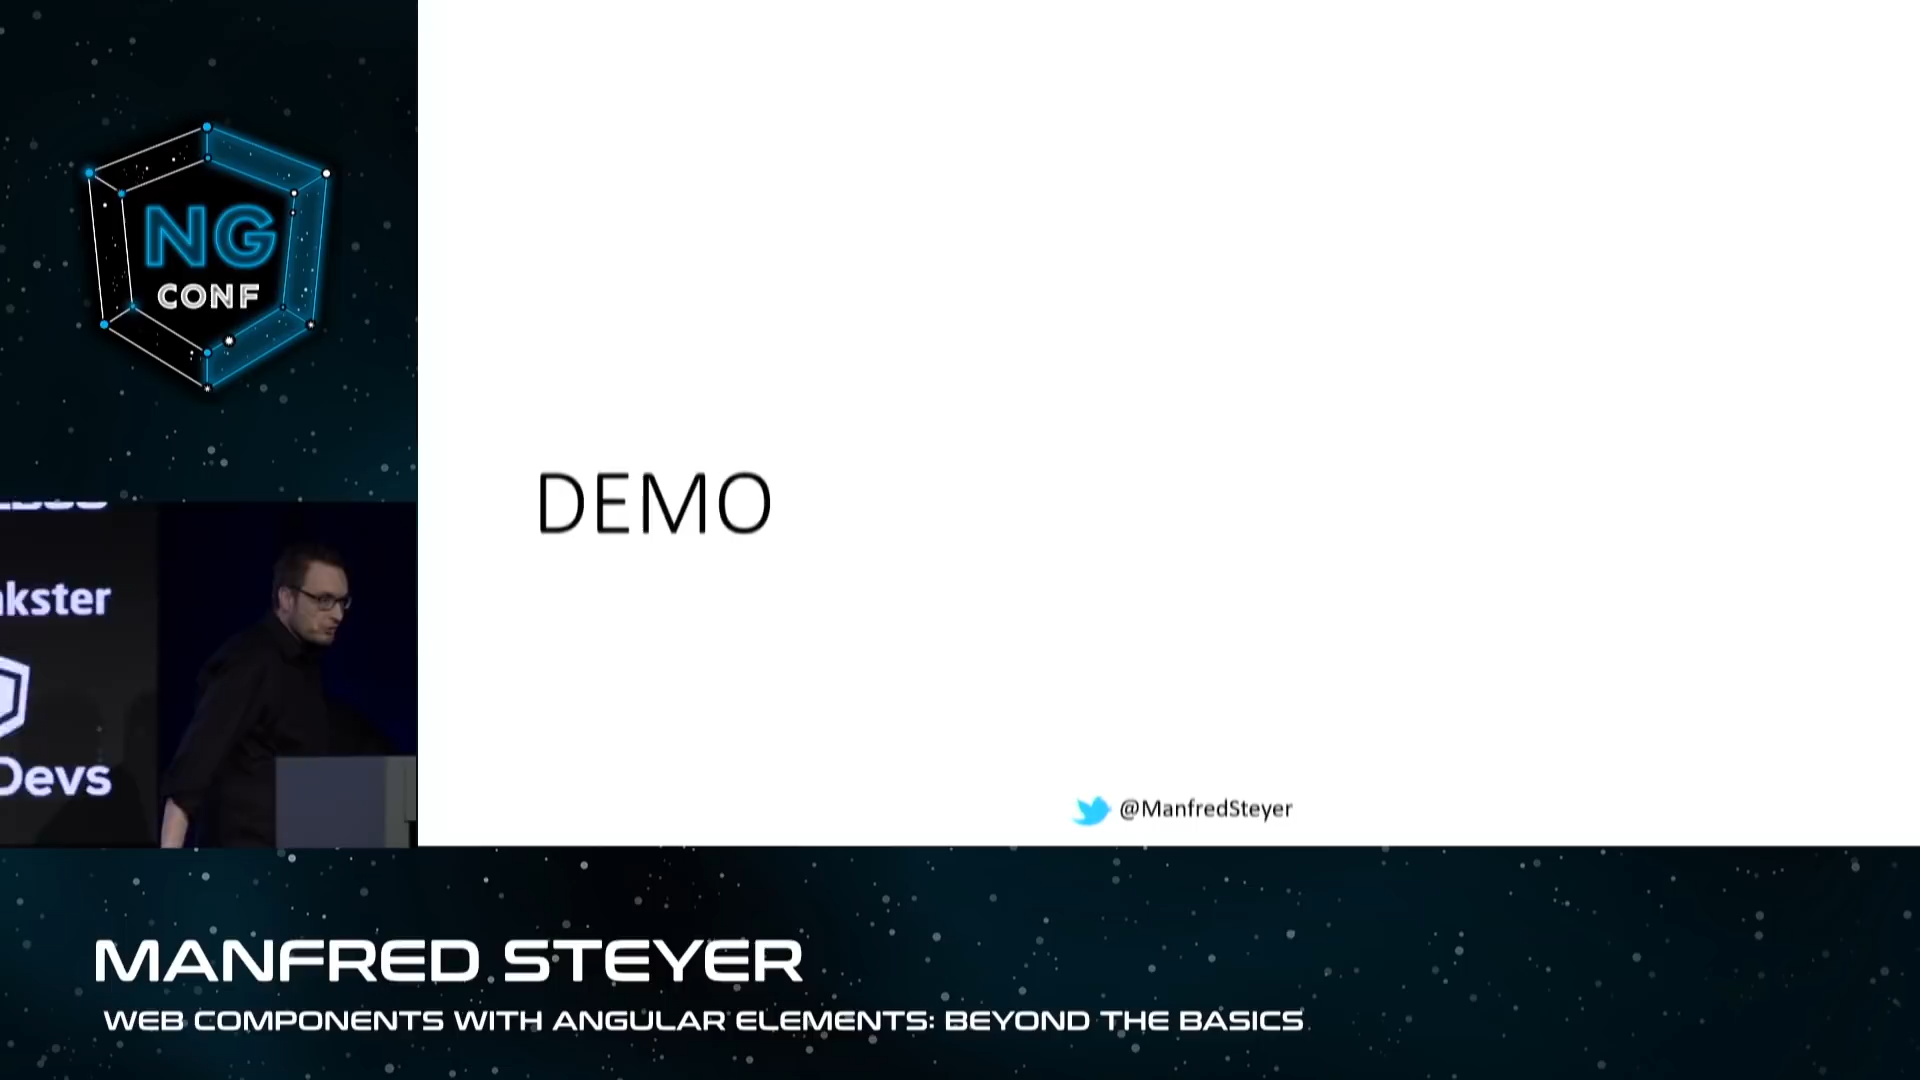 NG
CONF
DEMO
kster
Devs
@ManfredSteyer
MANFRED STEYER
WEB COMPONENTS WITH ANGULAR ELEMENTS: BEYOND THE BASICS